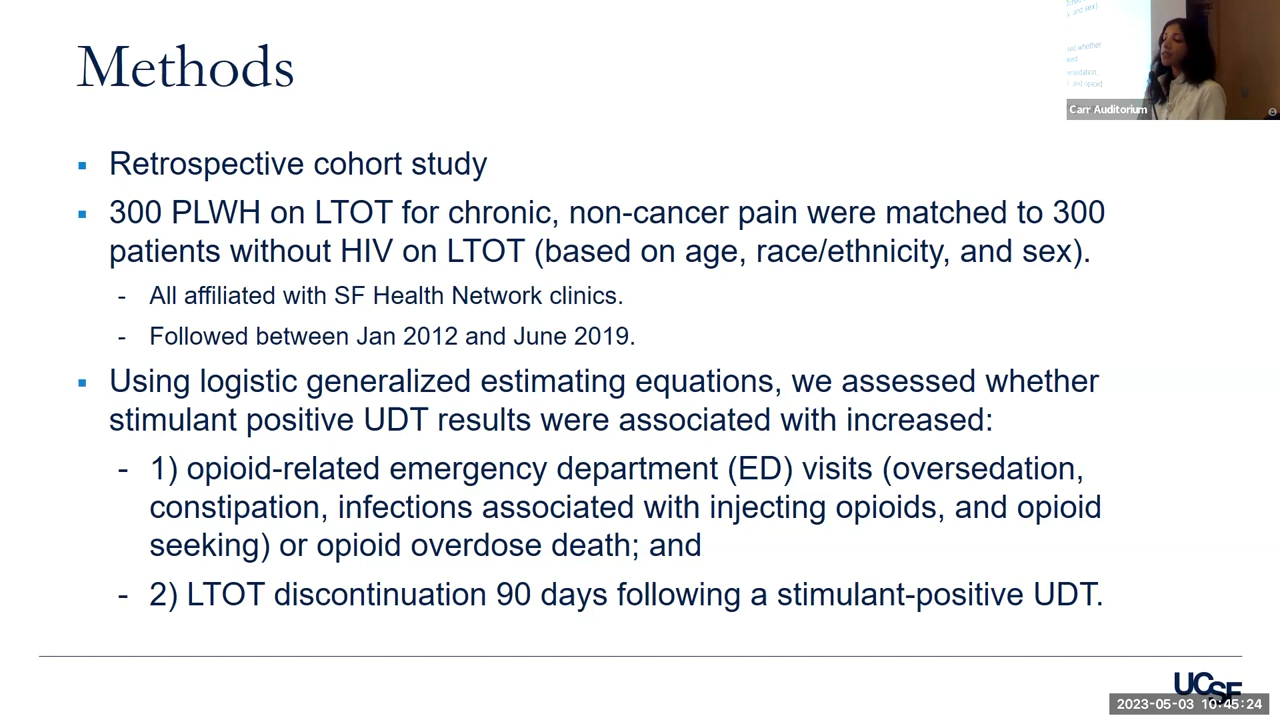 Methods
▪ Retrospective cohort study
▪ 300 PLWH on LTOT for chronic, non-cancer pain were matched to 300
patients without HIV on LTOT (based on age, race/ethnicity, and sex).
- All affiliated with SF Health Network clinics.
- Followed between Jan 2012 and June 2019.
▪ Using logistic generalized estimating equations, we assessed whether
stimulant positive UDT results were associated with increased:
- 1) opioid-related emergency department (ED) visits (oversedation,
constipation, infections associated with injecting opioids, and opioid
seeking) or opioid overdose death; and
- 2) LTOT discontinuation 90 days following a stimulant-positive UDT.
and sex)
whether
and opioid
Carr Auditorium
UCSF
2023-05-03 10:45:24